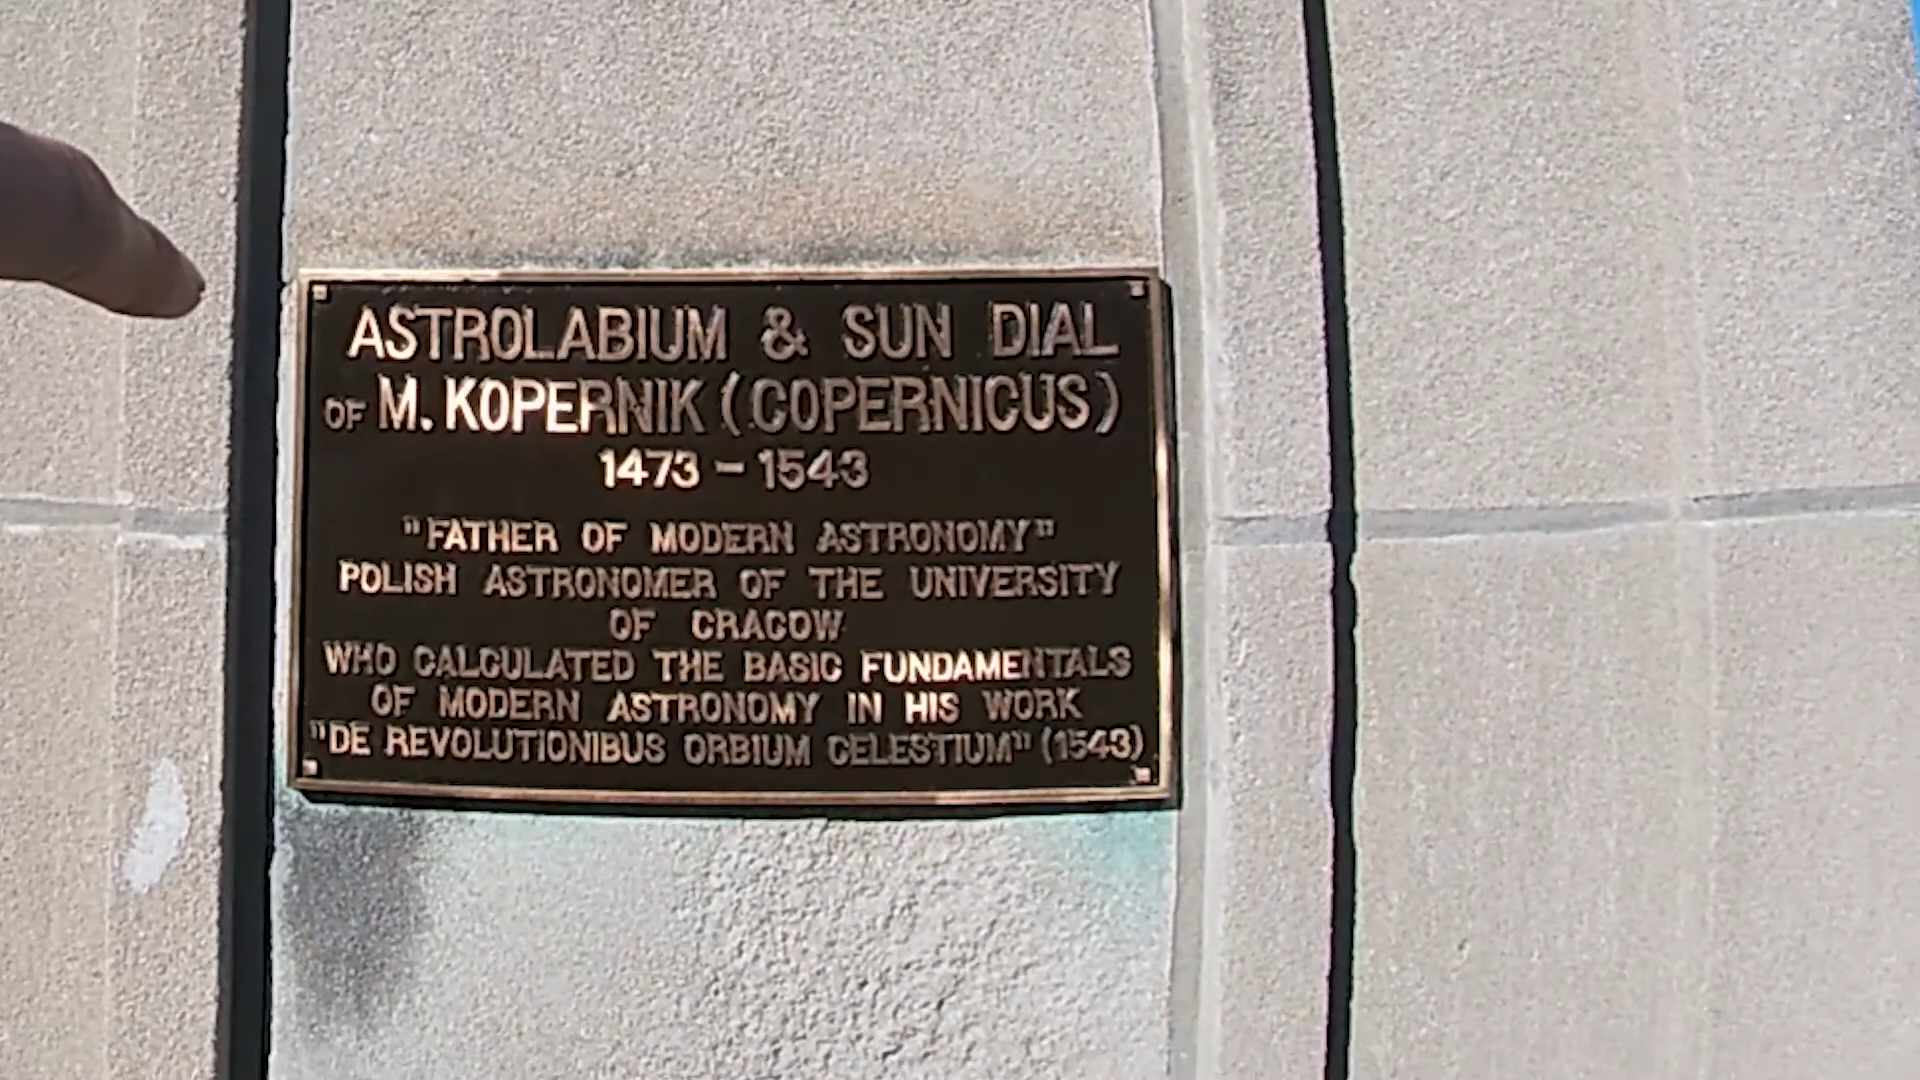 ASTROLABIUM & SUN DIAL
OF M. KOPERNIK (COPERNICUS)
1473 – 1543
"FATHER OF MODERN ASTRONOMY"
POLISH ASTRONOMER OF THE UNIVERSITY
OF CRACOW
WHO CALCULATED THE BASIC FUNDAMENTALS
OF MODERN ASTRONOMY IN HIS WORK
"DE REVOLUTIONIBUS ORBIUM CELESTIUM" (1543)